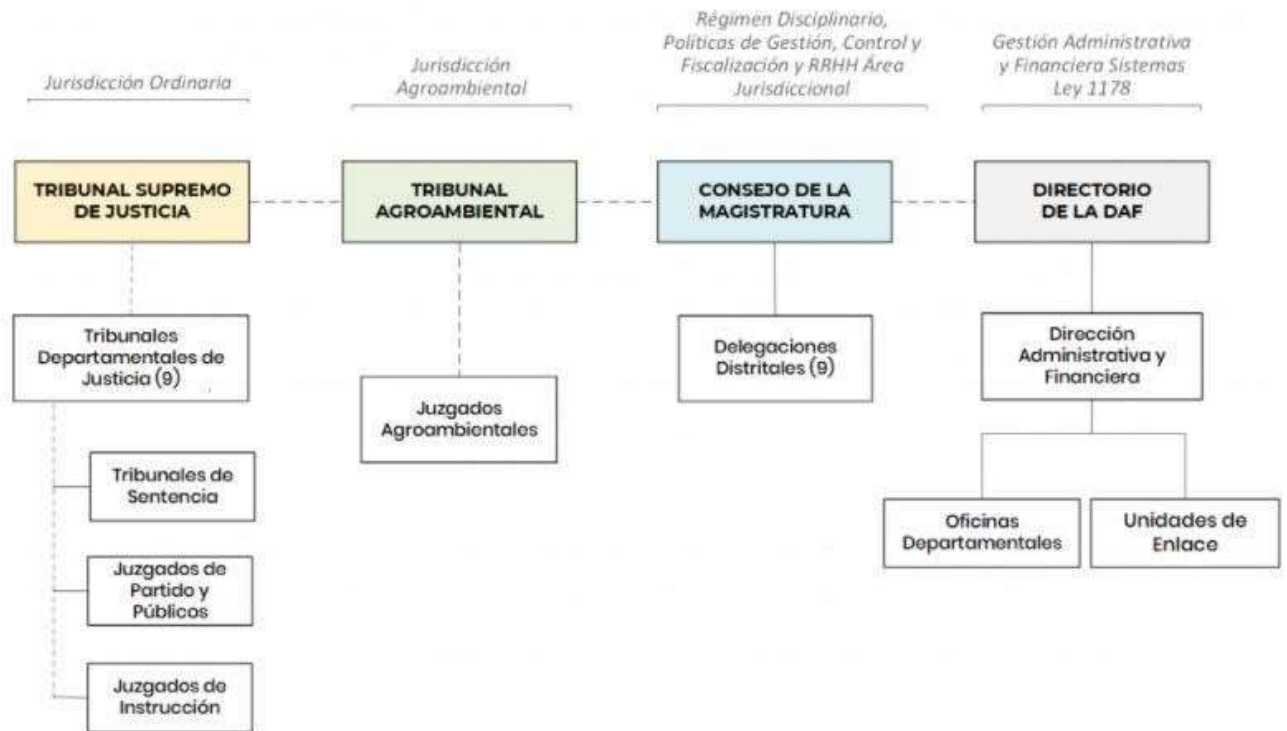 Jurisdicción Ordinaria
Jurisdicción
Agroambiental
Régimen Disciplinario,
Políticas de Gestión, Control y
Fiscalización y RRHH Área
Jurisdiccional
Gestión Administrativa
y Financiera Sistemas
Ley 1178
TRIBUNAL SUPREMO
DE JUSTICIA
TRIBUNAL
AGROAMBIENTAL
CONSEJO DE LA
MAGISTRATURA
DIRECTORIO
DE LA DAF
Tribunales
Departamentales de
Justicia (9)
Juzgados
Agroambientales
Delegaciones
Distritales (9)
Dirección
Administrativa y
Financiera
Tribunales de
Sentencia
Juzgados de
Partido y
Públicos
Juzgados de
Instrucción
Oficinas
Departamentales
Unidades de
Enlace